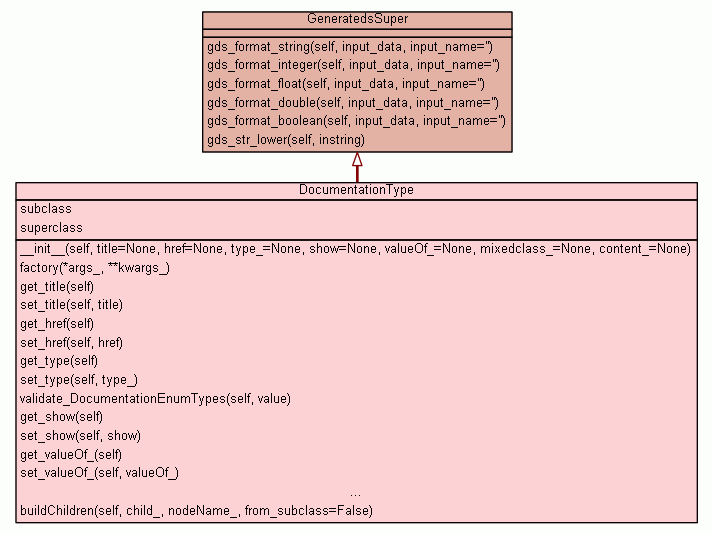 GeneratedsSuper
gds_format_string(self, input_data, input_name='')
gds_format_integer(self, input_data, input_name='')
gds_format_float(self, input_data, input_name='')
gds_format_double(self, input_data, input_name='')
gds_format_boolean(self, input_data, input_name='')
gds_str_lower(self, instring)
DocumentationType
subclass
superclass
__init__(self, title=None, href=None, type_=None, show=None, valueOf_=None, mixedclass_=None, content_=None)
factory(*args_, **kwargs_)
get_title(self)
set_title(self, title)
get_href(self)
set_href(self, href)
get_type(self)
set_type(self, type_)
validate_DocumentationEnumTypes(self, value)
get_show(self)
set_show(self, show)
get_valueOf_(self)
set_valueOf_(self, valueOf_)
...
buildChildren(self, child_, nodeName_, from_subclass=False)